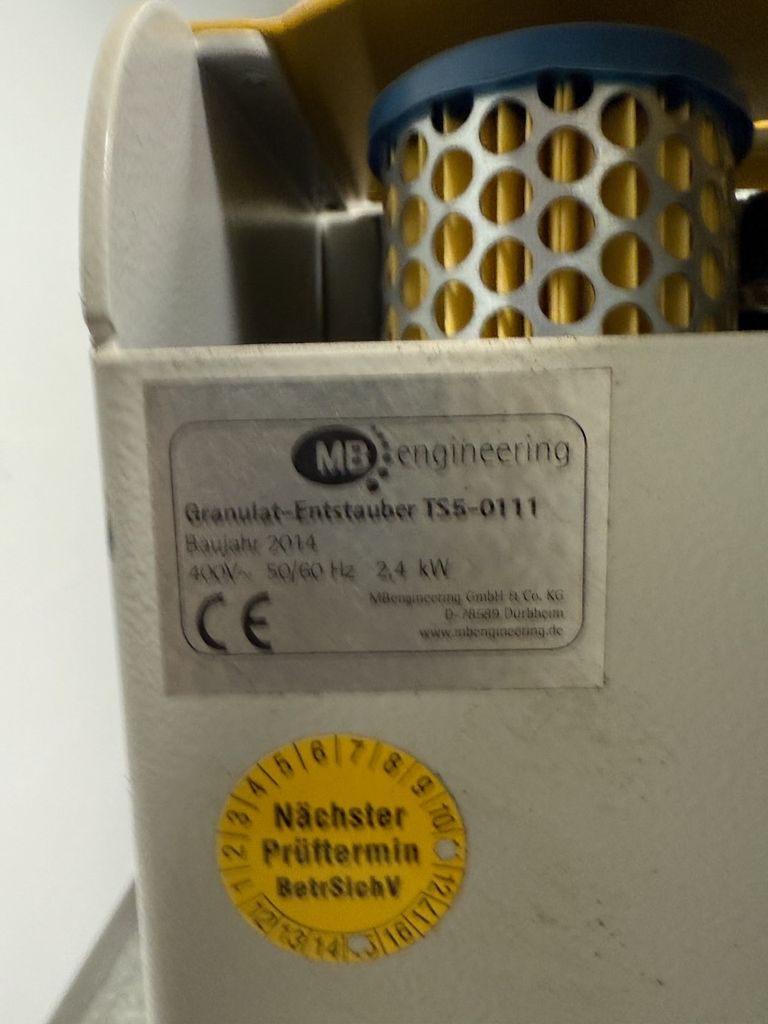 MB engineering
Granulat-Entstauber TS5-0111
Baujahr 2014
400V~ 50/60 Hz 2,4 kW
MBengineering GmbH & Co. KG
D-78589 Dürbheim
www.mbengineering.de
CE
1 2 3 4 5 6 7 8 9 10 12
Nächster
Prüftermin
BetrSichV
12 13 14 16 17